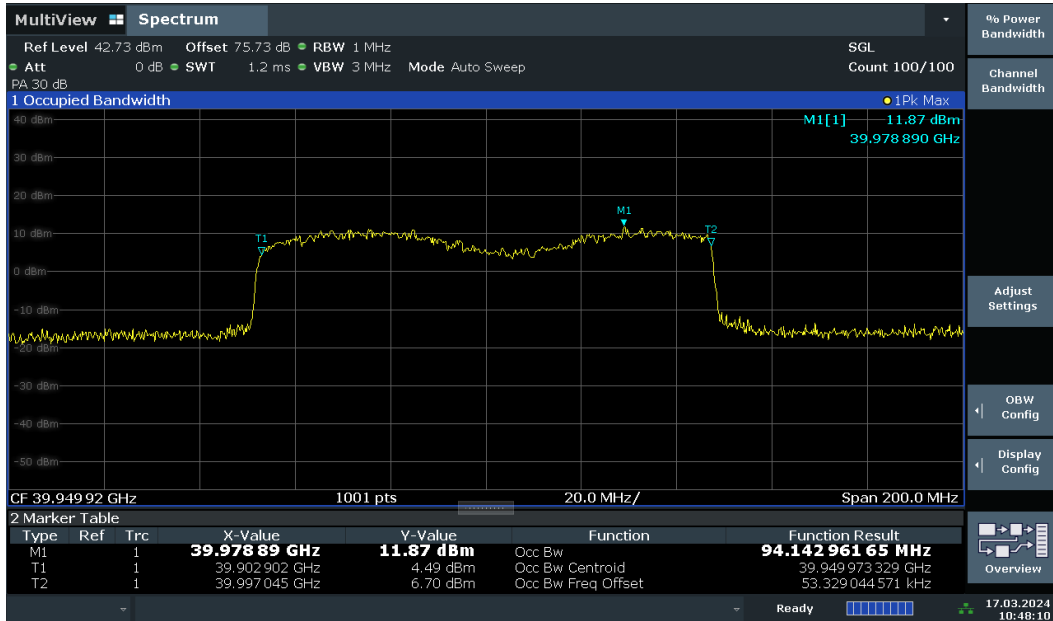 MultiView Spectrum
Ref Level 42.73 dBm Offset 75.73 dB RBW 1 MHz SGL
Att 0 dB SWT 1.2 ms VBW 3 MHz Mode Auto Sweep Count 100/100
PA 30 dB
1 Occupied Bandwidth 1Pk Max
M1[1] 11.87 dBm
39.978 890 GHz
40 dBm
30 dBm
20 dBm
M1
10 dBm
T1
T2
0 dBm
-10 dBm
-20 dBm
-30 dBm
-40 dBm
-50 dBm
CF 39.949 92 GHz 1001 pts 20.0 MHz/ Span 200.0 MHz
2 Marker Table
Type Ref Trc X-Value Y-Value Function Function Result
M1 1 39.978 89 GHz 11.87 dBm Occ Bw 94.142 961 65 MHz
T1 1 39.902 902 GHz 4.49 dBm Occ Bw Centroid 39.949 973 329 GHz
T2 1 39.997 045 GHz 6.70 dBm Occ Bw Freq Offset 53.329 044 571 kHz
Ready
17.03.2024
10:48:10
% Power
Bandwidth
Channel
Bandwidth
Adjust
Settings
OBW
Config
Display
Config
Overview